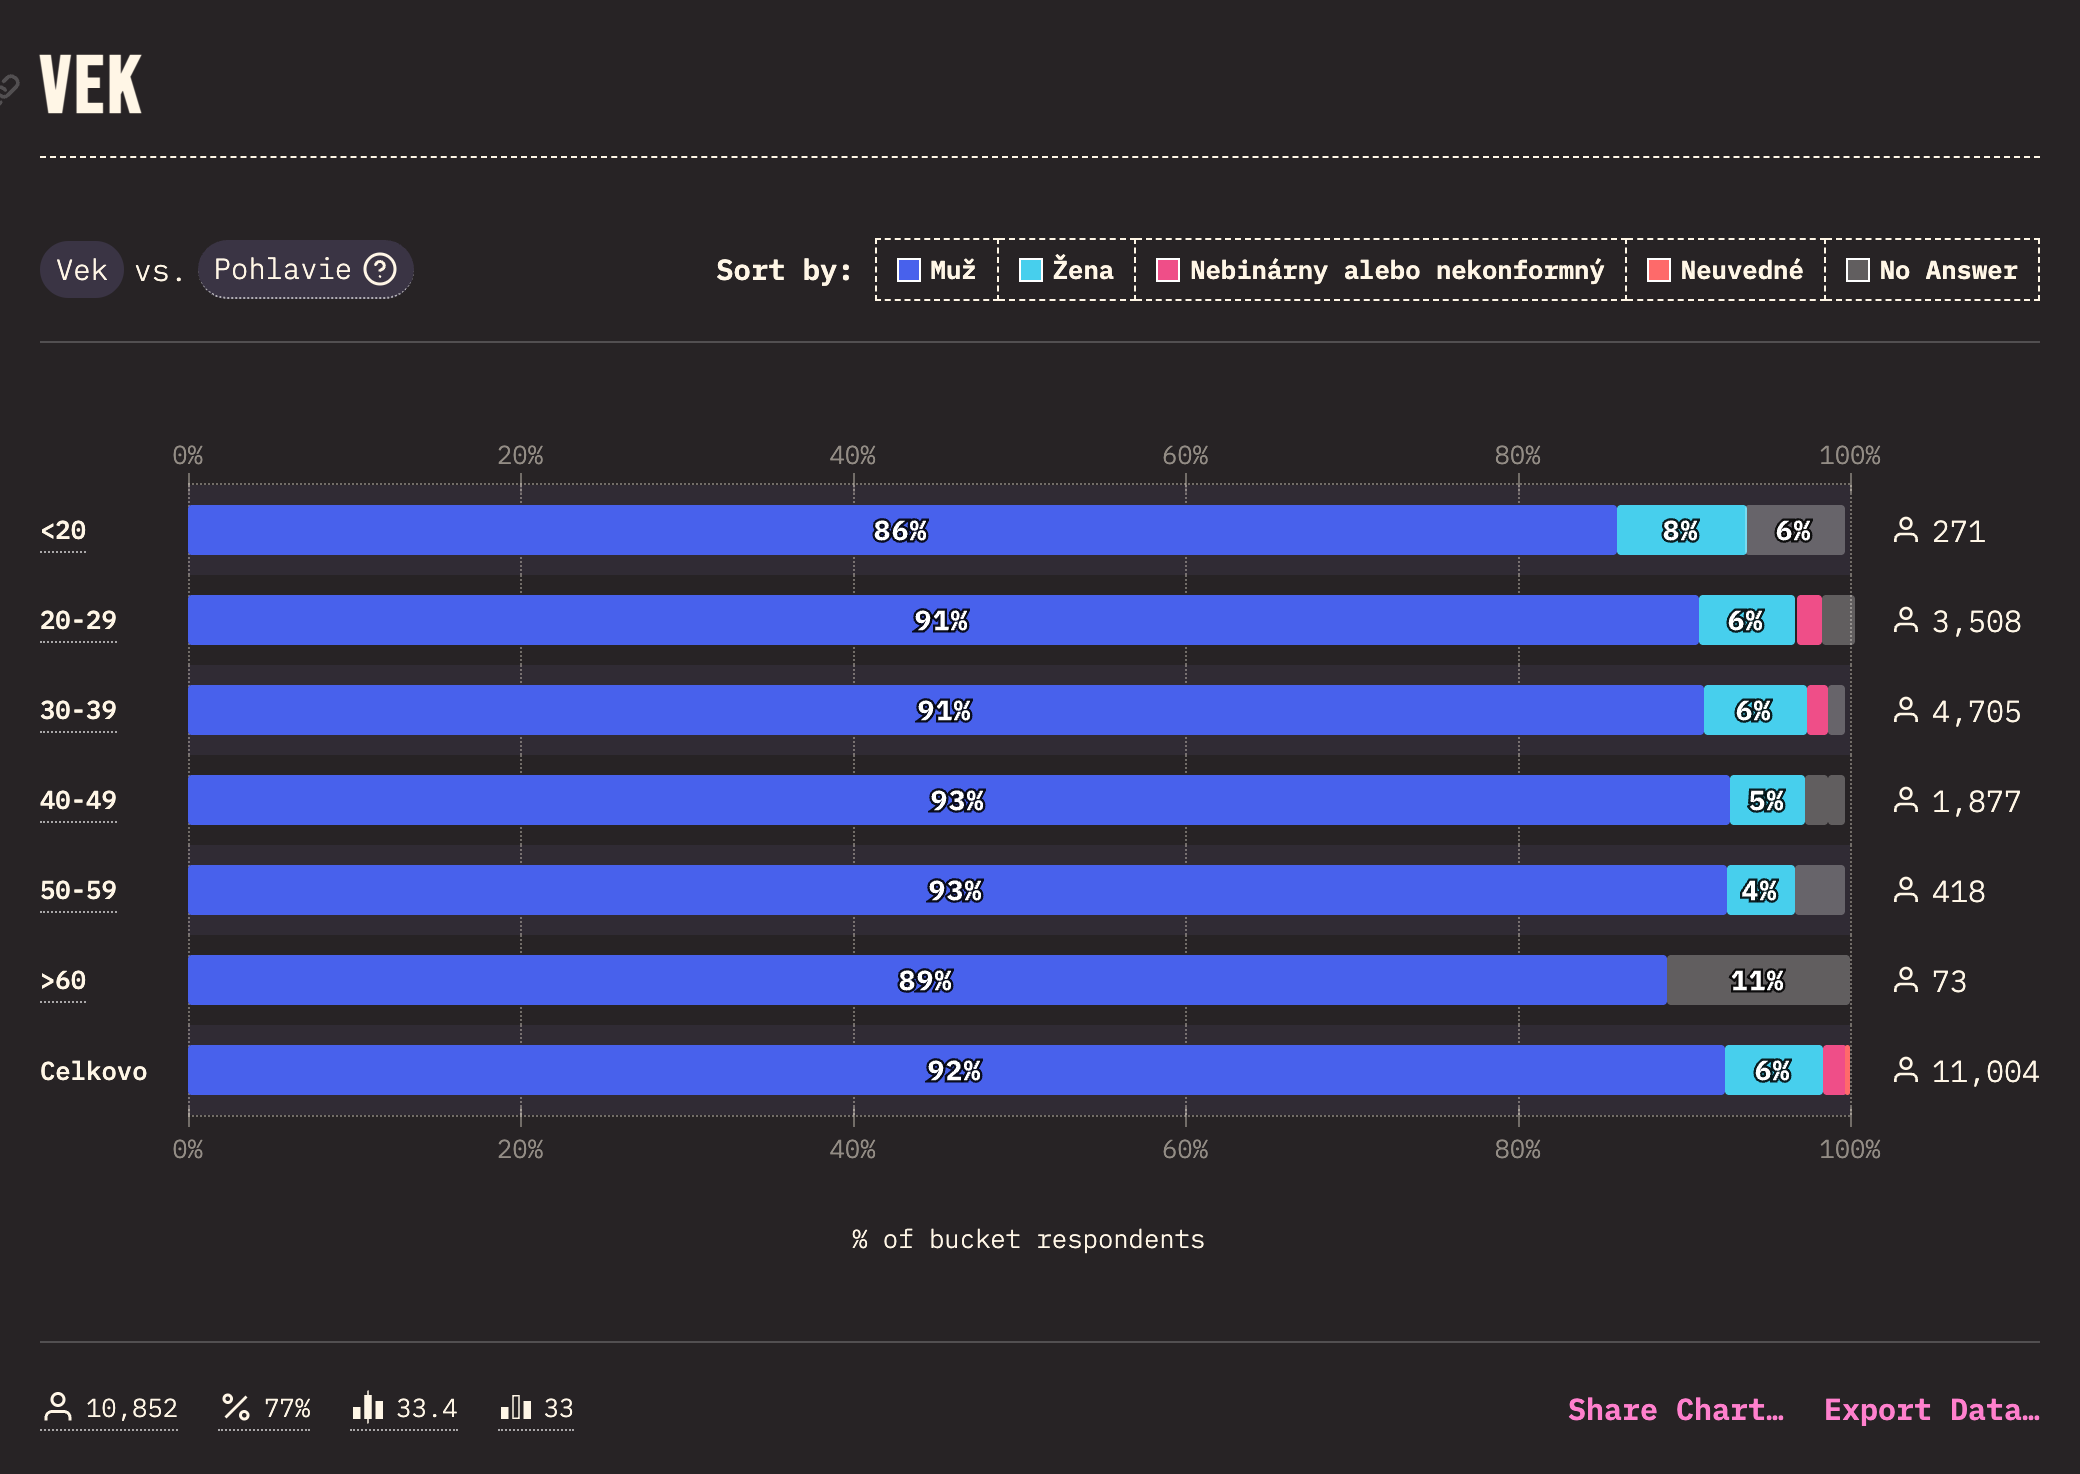 VEK
Vek vs. Pohlavie ?
Sort by: Muž Žena Nebinárny alebo nekonformný Neuvedné No Answer
0% 20% 40% 60% 80% 100%
<20 86% 8% 6% 271
20-29 91% 6% 3,508
30-39 91% 6% 4,705
40-49 93% 5% 1,877
50-59 93% 4% 418
>60 89% 11% 73
Celkovo 92% 6% 11,004
0% 20% 40% 60% 80% 100%
% of bucket respondents
10,852 % 77% 33.4 33 Share Chart… Export Data…